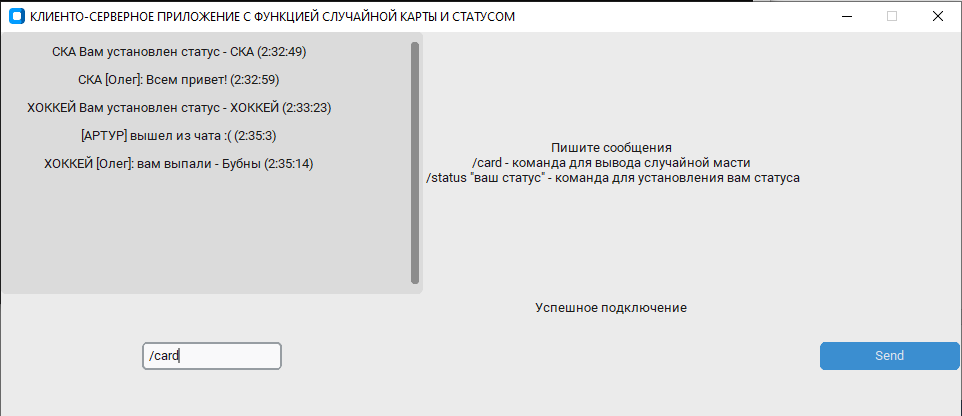 КЛИЕНТО-СЕРВЕРНОЕ ПРИЛОЖЕНИЕ С ФУНКЦИЕЙ СЛУЧАЙНОЙ КАРТЫ И СТАТУСОМ
СКА Вам установлен статус - СКА (2:32:49)
СКА [Олег]: Всем привет! (2:32:59)
ХОККЕЙ Вам установлен статус - ХОККЕЙ (2:33:23)
[АРТУР] вышел из чата :( (2:35:3)
ХОККЕЙ [Олег]: вам выпали - Бубны (2:35:14)
Пишите сообщения
/card - команда для вывода случайной масти
/status "ваш статус" - команда для установления вам статуса
Успешное подключение
/card
Send